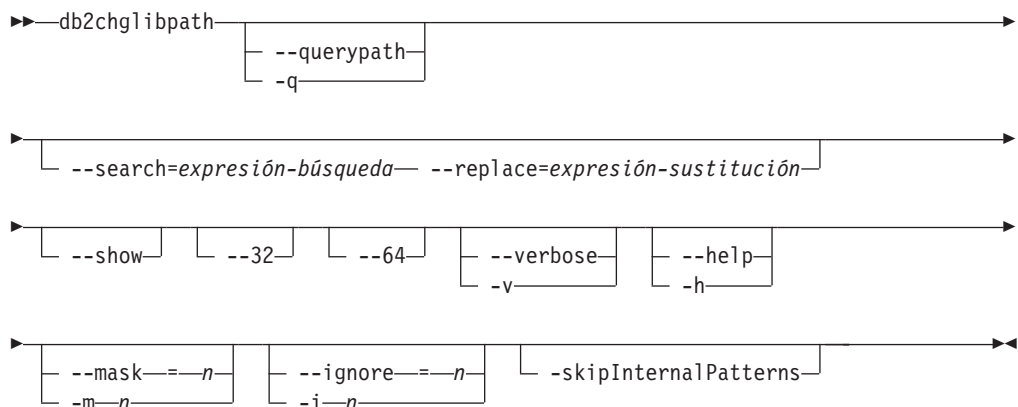 db2chglibpath
--querypath
-q
--search=expresión-búsqueda --replace=expresión-sustitución
--show --32 --64 --verbose --help
-v -h
--mask = n --ignore = n -skipInternalPatterns
-m n -i n